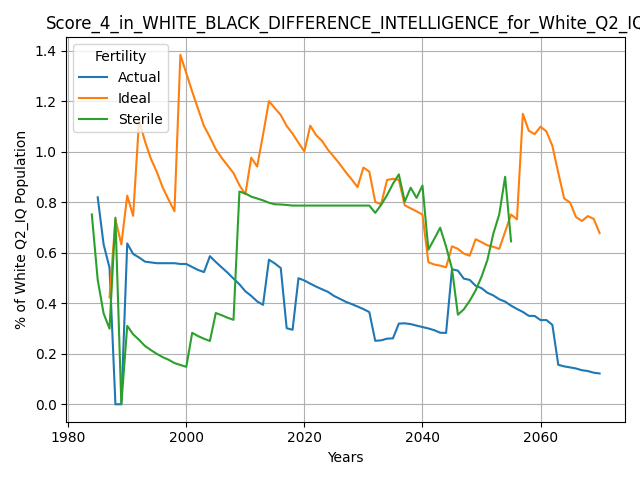 Score_4_in_WHITE_BLACK_DIFFERENCE_INTELLIGENCE_for_White_Q2_IQ
Fertility
Actual
Ideal
Sterile
% of White Q2_IQ Population
1.4
1.2
1.0
0.8
0.6
0.4
0.2
0.0
1980 2000 2020 2040 2060
Years